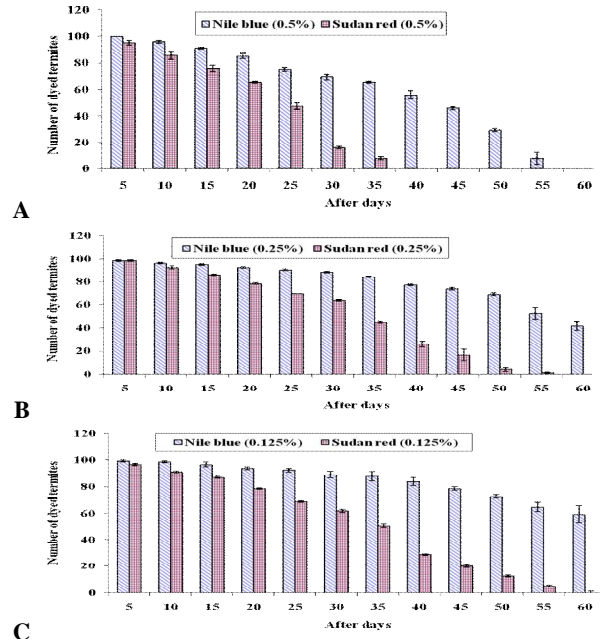 Nile blue (0.5%) Sudan red (0.5%)
Number of dyed termites
120
100
80
60
40
20
0
5 10 15 20 25 30 35 40 45 50 55 60
After days
A
Nile blue (0.25%) Sudan red (0.25%)
Number of dyed termites
120
100
80
60
40
20
0
5 10 15 20 25 30 35 40 45 50 55 60
After days
B
Nile blue (0.125%) Sudan red (0.125%)
Number of dyed termites
120
100
80
60
40
20
0
5 10 15 20 25 30 35 40 45 50 55 60
After days
C